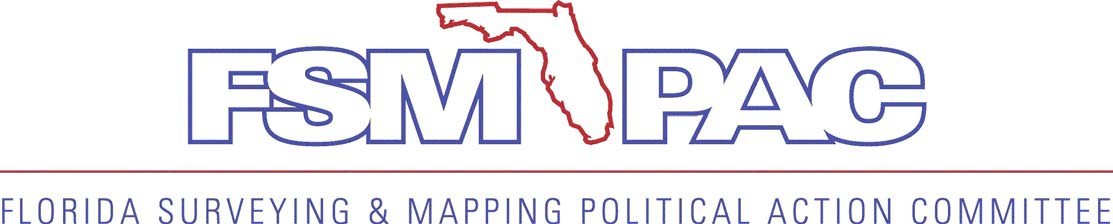 FSM PAC
FLORIDA SURVEYING & MAPPING POLITICAL ACTION COMMITTEE